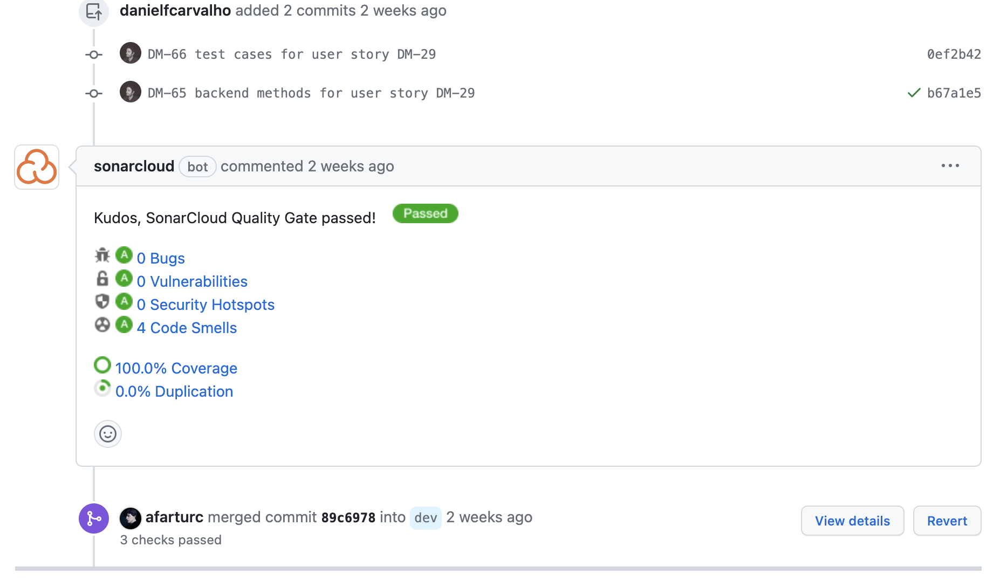 danielfcarvalho added 2 commits 2 weeks ago
DM-66 test cases for user story DM-29 0ef2b42
DM-65 backend methods for user story DM-29 b67a1e5
sonarcloud bot commented 2 weeks ago
Kudos, SonarCloud Quality Gate passed! Passed
A 0 Bugs
A 0 Vulnerabilities
A 0 Security Hotspots
A 4 Code Smells
100.0% Coverage
0.0% Duplication
afarturc merged commit 89c6978 into dev 2 weeks ago View details Revert
3 checks passed